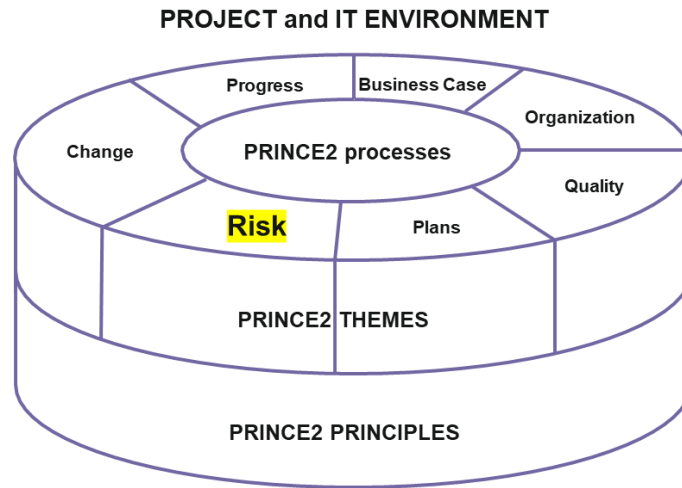 PROJECT and IT ENVIRONMENT
Progress
Business Case
Organization
Change
PRINCE2 processes
Quality
Risk
Plans
PRINCE2 THEMES
PRINCE2 PRINCIPLES